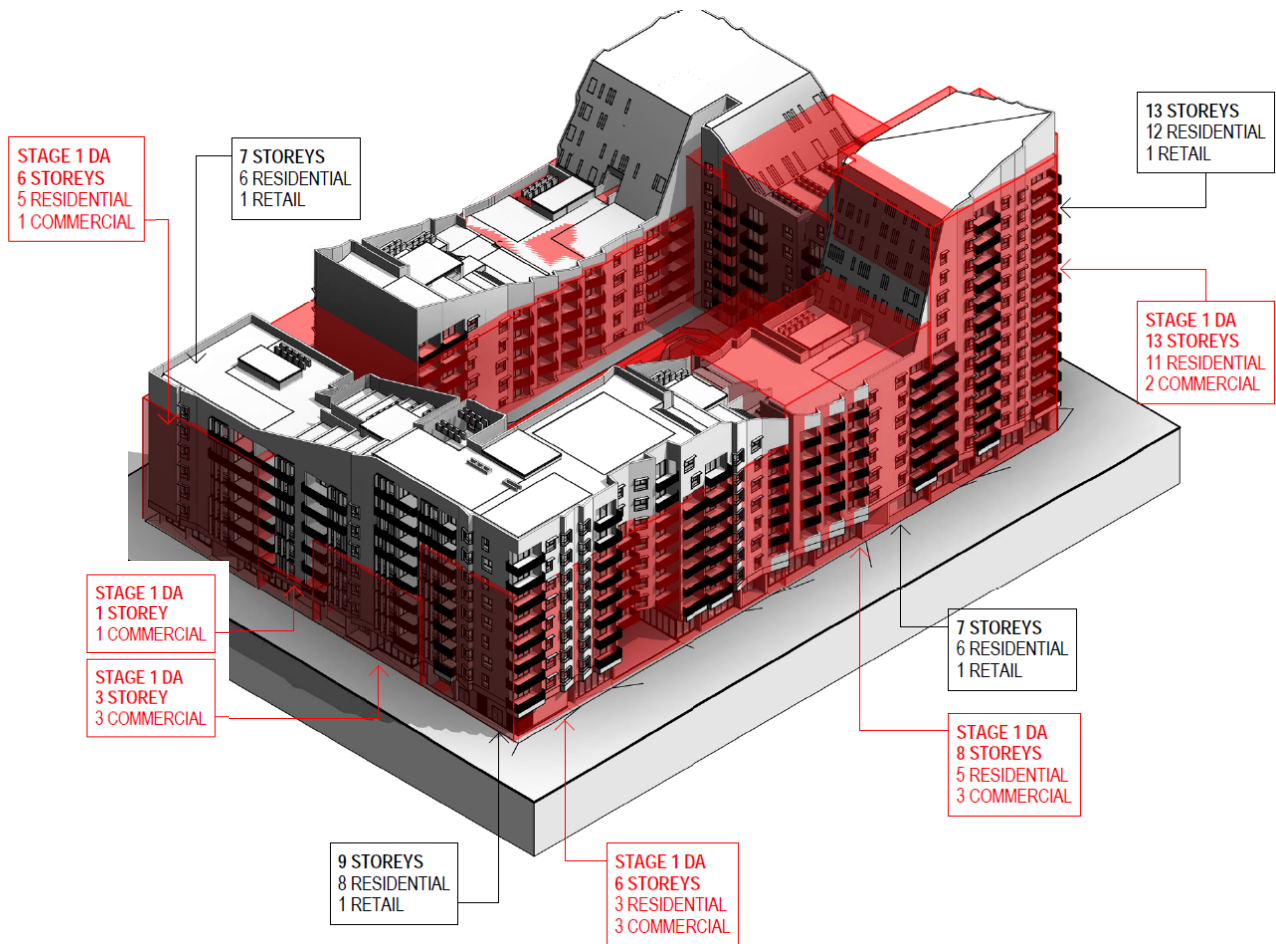 13 STOREYS
12 RESIDENTIAL
1 RETAIL
STAGE 1 DA
6 STOREYS
5 RESIDENTIAL
1 COMMERCIAL
7 STOREYS
6 RESIDENTIAL
1 RETAIL
STAGE 1 DA
13 STOREYS
11 RESIDENTIAL
2 COMMERCIAL
STAGE 1 DA
1 STOREY
1 COMMERCIAL
STAGE 1 DA
3 STOREY
3 COMMERCIAL
7 STOREYS
6 RESIDENTIAL
1 RETAIL
STAGE 1 DA
8 STOREYS
5 RESIDENTIAL
3 COMMERCIAL
9 STOREYS
8 RESIDENTIAL
1 RETAIL
STAGE 1 DA
6 STOREYS
3 RESIDENTIAL
3 COMMERCIAL